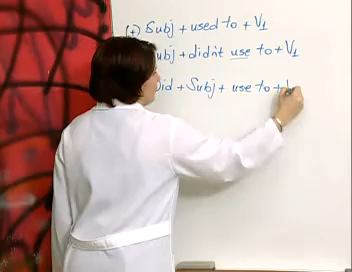 (+) Subj + used to + V1
ubj + didn't use to + V1
Did + Subj + use to +